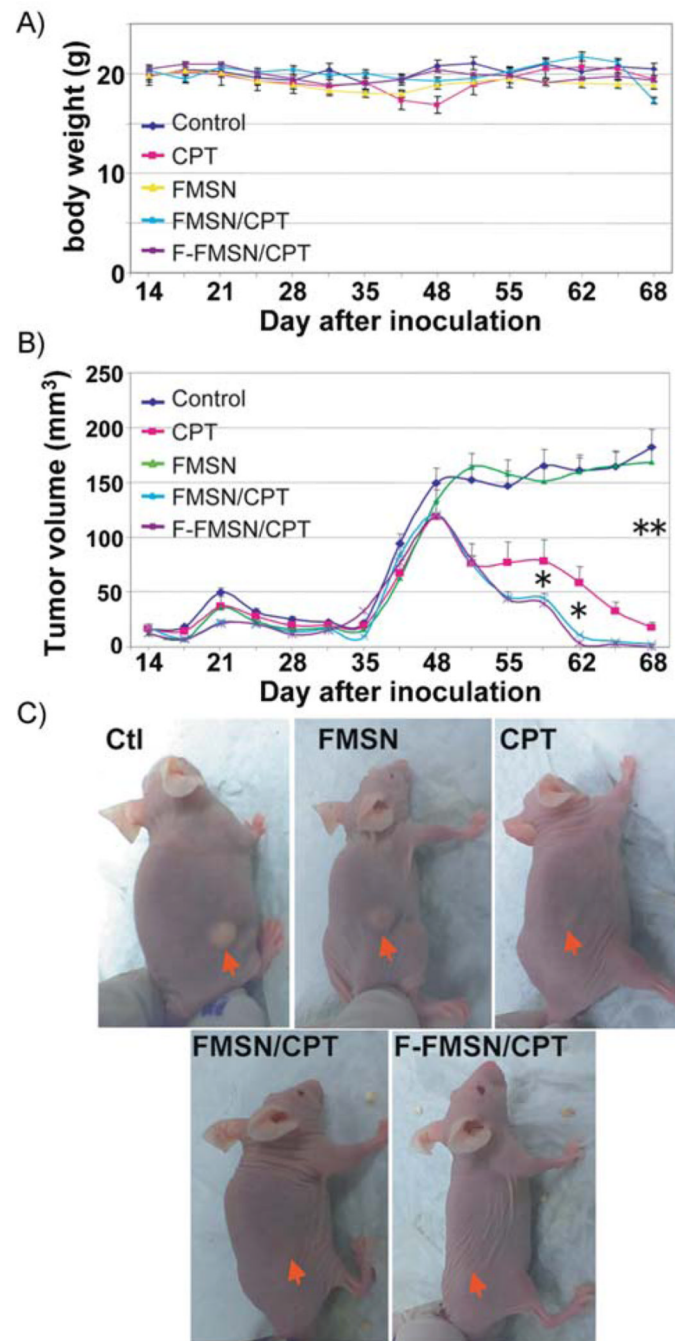 A)
body weight (g)
20
10
0
Control
CPT
FMSN
FMSN/CPT
F-FMSN/CPT
14 21 28 35 48 55 62 68
Day after inoculation
B)
Tumor volume (mm³)
250
200
150
100
50
0
Control
CPT
FMSN
FMSN/CPT
F-FMSN/CPT
**
*
*
14 21 28 35 48 55 62 68
Day after inoculation
C)
Ctl FMSN CPT
FMSN/CPT F-FMSN/CPT